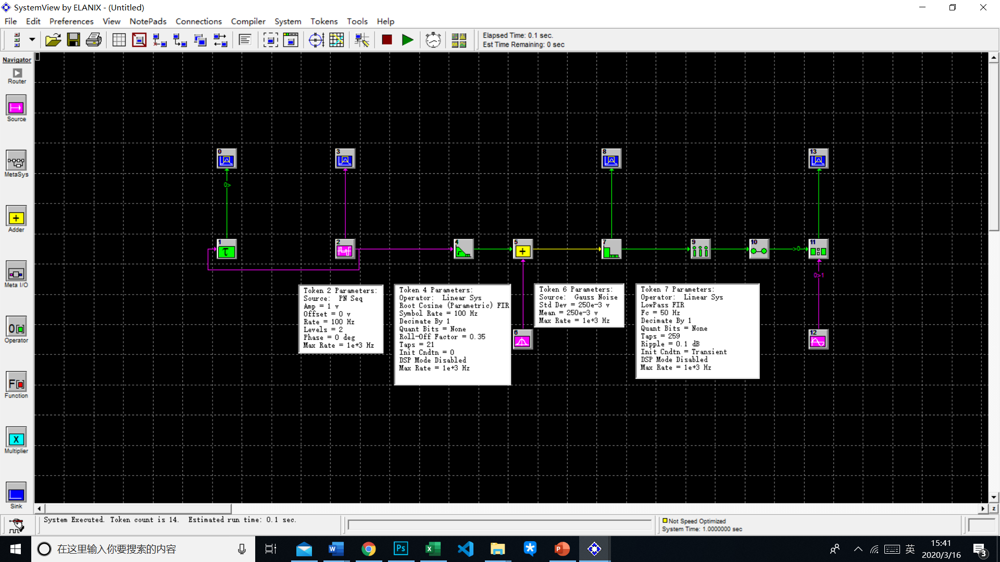 SystemView by ELANIX - (Untitled)
File Edit Preferences View NotePads Connections Compiler System Tokens Tools Help
Elapsed Time: 0.1 sec.
Est Time Remaining: 0 sec
Navigator
Router
Source
MetaSys
Adder
Meta I/O
Operator
Function
Multiplier
Sink
0
3
8
13
0>
1
2
4
5
7
9
10
>0
11
0>1
6
12
Token 2 Parameters:
Source: PN Seq
Amp = 1 v
Offset = 0 v
Rate = 100 Hz
Levels = 2
Phase = 0 deg
Max Rate = 1e+3 Hz
Token 4 Parameters:
Operator: Linear Sys
Root Cosine (Parametric) FIR
Symbol Rate = 100 Hz
Decimate By 1
Quant Bits = None
Roll-Off Factor = 0.35
Taps = 21
Init Cndtn = 0
DSP Mode Disabled
Max Rate = 1e+3 Hz
Token 6 Parameters:
Source: Gauss Noise
Std Dev = 250e-3 v
Mean = 250e-3 v
Max Rate = 1e+3 Hz
Token 7 Parameters:
Operator: Linear Sys
LowPass FIR
Fc = 50 Hz
Decimate By 1
Quant Bits = None
Taps = 259
Ripple = 0.1 dB
Init Cndtn = Transient
DSP Mode Disabled
Max Rate = 1e+3 Hz
z
System Executed. Token count is 14. Estimated run time: 0.1 sec.
Not Speed Optimized
System Time: 1.0000000 sec
在这里输入你要搜索的内容
英
15:41
2020/3/16
3